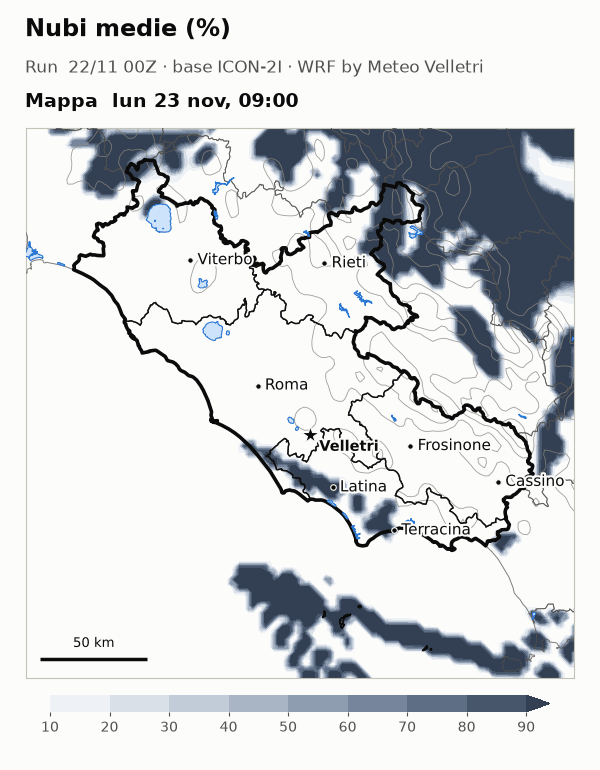 Nubi medie (%)
Run  22/11 00Z · base ICON-2I · WRF by Meteo Velletri
Mappa  lun 23 nov, 09:00
Viterbo
Rieti
Roma
Velletri
Frosinone
Cassino
Latina
Terracina
50 km
10 20 30 40 50 60 70 80 90